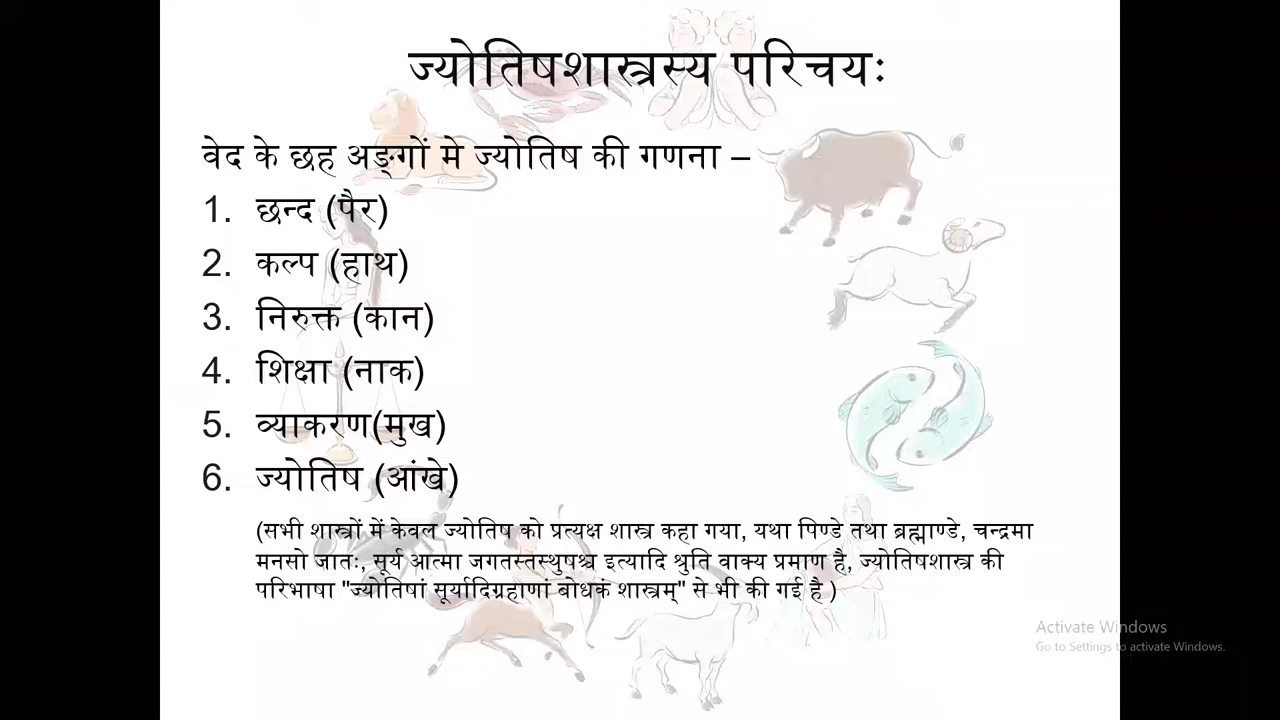 ज्योतिषशास्त्रस्य परिचयः
वेद के छह अङ्गों मे ज्योतिष की गणना –
1. छन्द (पैर)
2. कल्प (हाथ)
3. निरुक्त (कान)
4. शिक्षा (नाक)
5. व्याकरण(मुख)
6. ज्योतिष (आंखे)
(सभी शास्त्रों में केवल ज्योतिष को प्रत्यक्ष शास्त्र कहा गया, यथा पिण्डे तथा ब्रह्माण्डे, चन्द्रमा
मनसो जातः, सूर्य आत्मा जगतस्तस्थुषश्च इत्यादि श्रुति वाक्य प्रमाण है, ज्योतिषशास्त्र की
परिभाषा "ज्योतिषां सूर्यादिग्रहाणां बोधकं शास्त्रम्" से भी की गई है )
Activate Windows
Go to Settings to activate Windows.